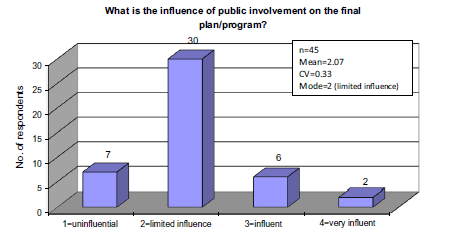 What is the influence of public involvement on the final
plan/program?
n=45
Mean=2.07
CV=0.33
Mode=2 (limited influence)
No. of respondents
30
25
20
15
10
5
0
7
30
6
2
1=uninfluential
2=limited influence
3=influent
4=very influent